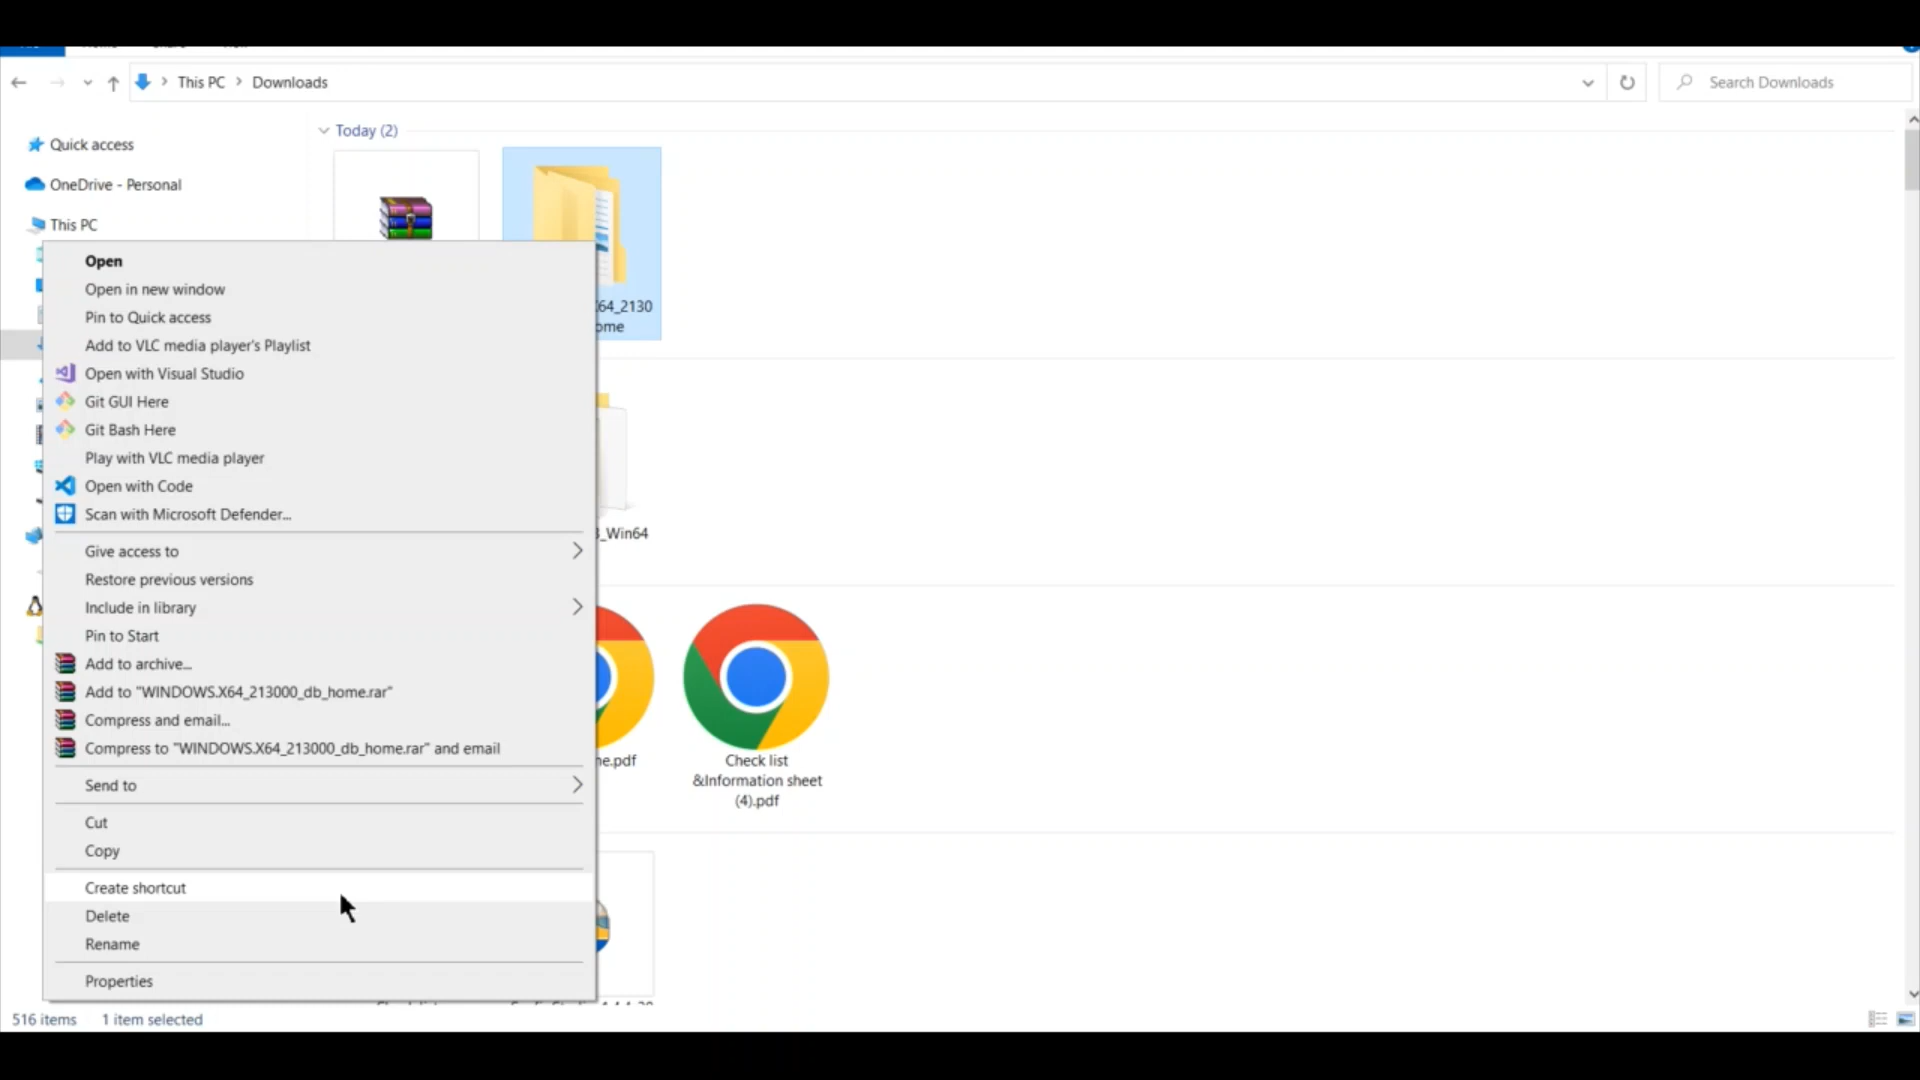 This PC
Downloads
Search Downloads
Quick access
OneDrive - Personal
This PC
Today (2)
64_2130
ome
Open
Open in new window
Pin to Quick access
Add to VLC media player's Playlist
Open with Visual Studio
Git GUI Here
Git Bash Here
Play with VLC media player
Open with Code
Scan with Microsoft Defender...
Give access to
Restore previous versions
Include in library
Pin to Start
Add to archive...
Add to "WINDOWS.X64_213000_db_home.rar"
Compress and email...
Compress to "WINDOWS.X64_213000_db_home.rar" and email
Send to
Cut
Copy
Create shortcut
Delete
Rename
Properties
_Win64
ne.pdf
Check list
&Information sheet
(4).pdf
516 items
1 item selected